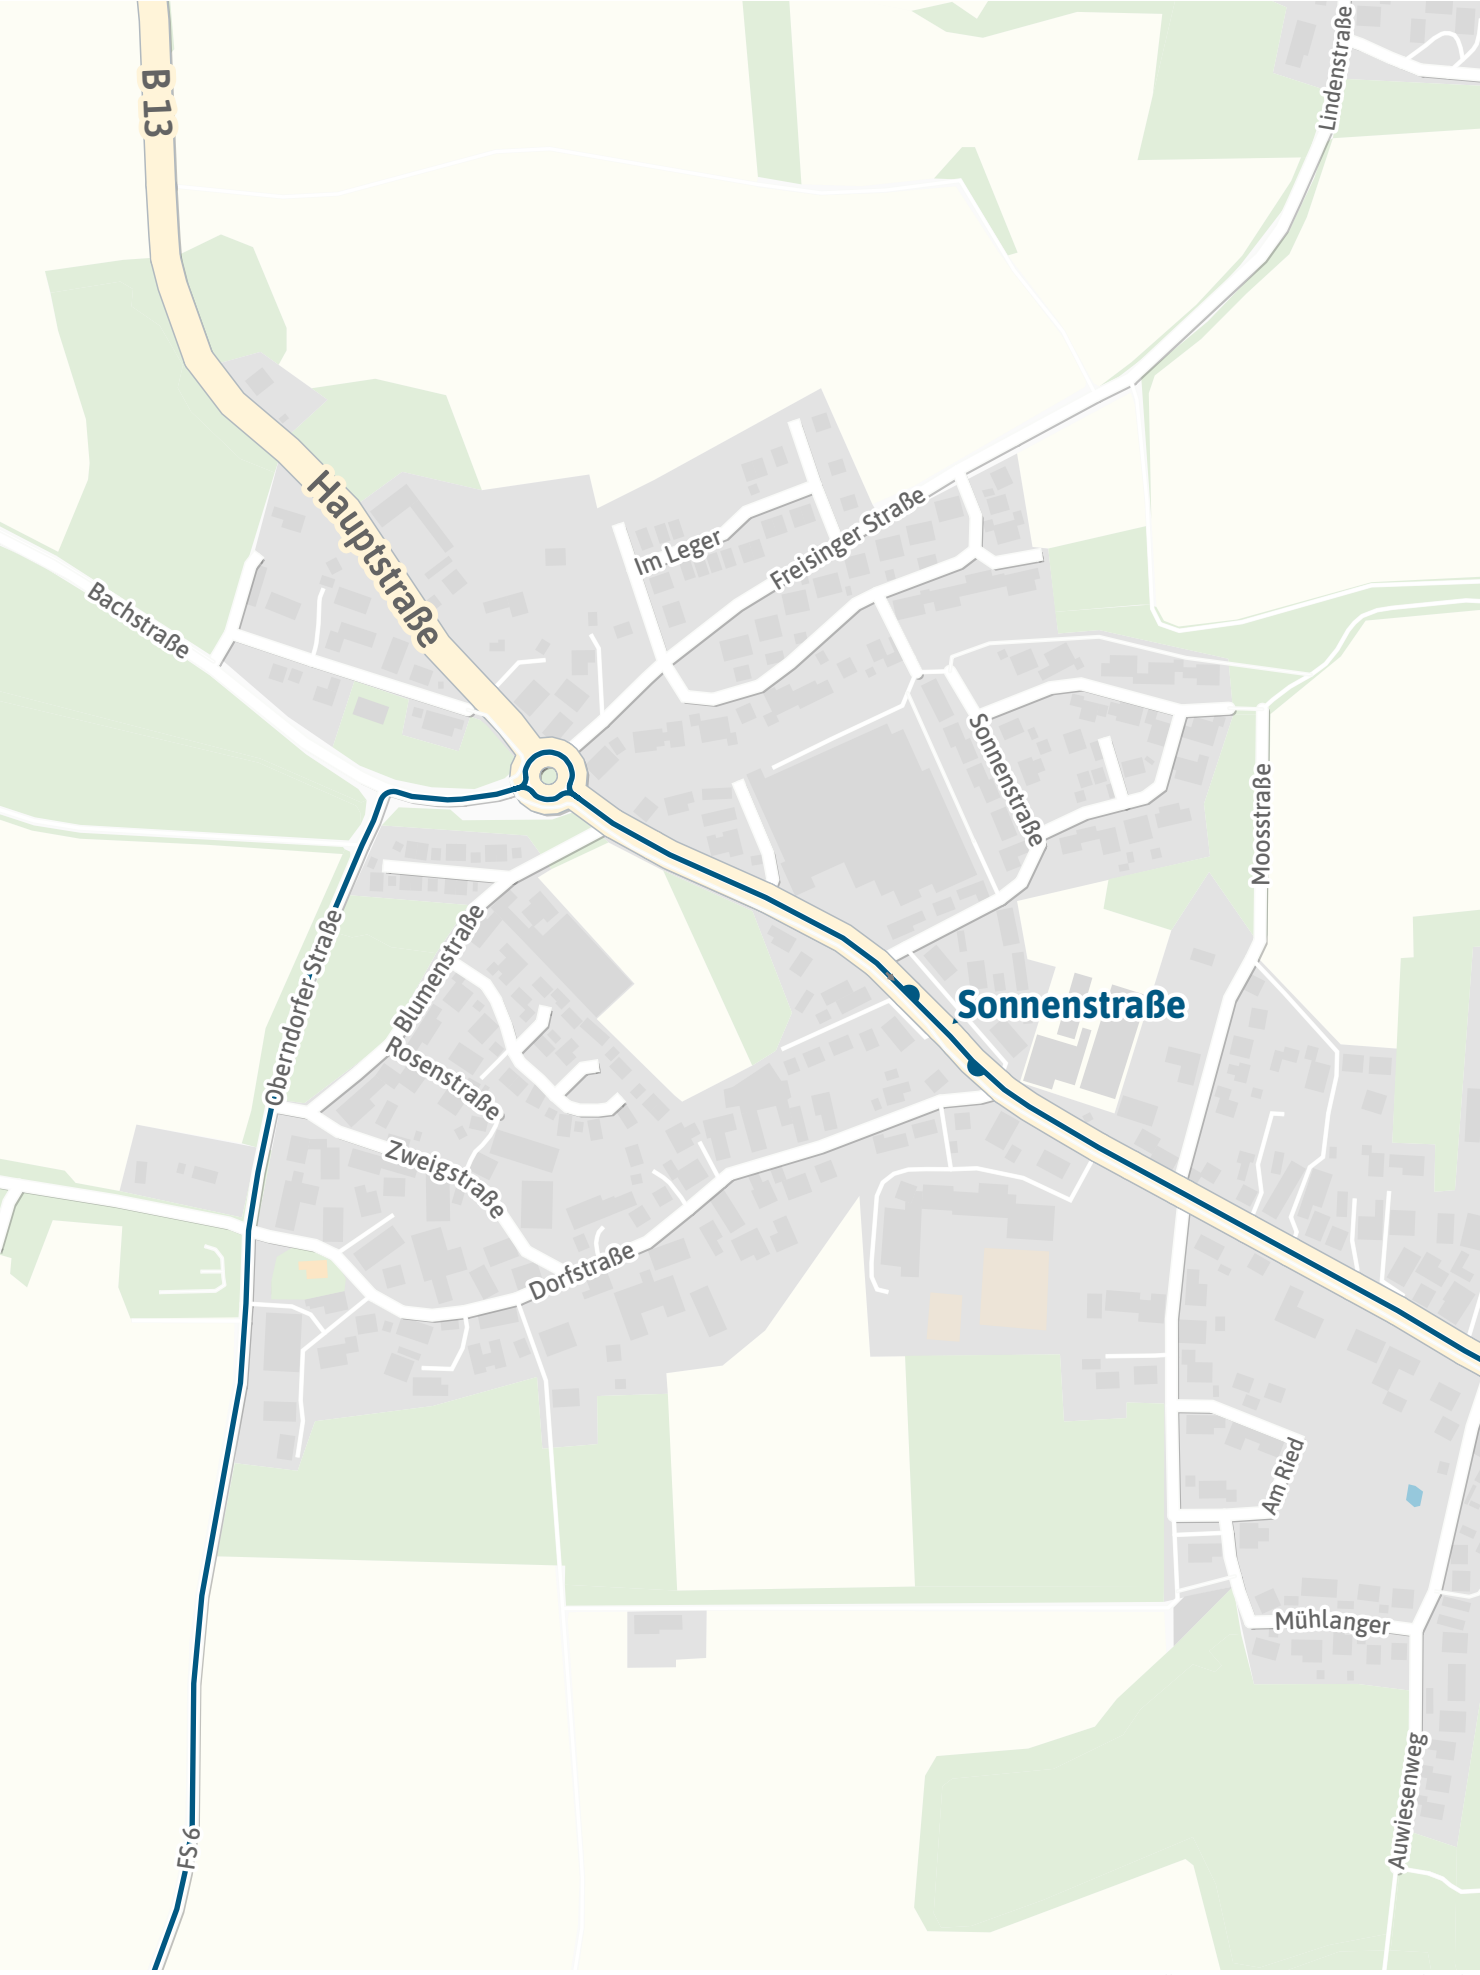 Lindenstraße
B 13
Hauptstraße
Im Leger
Freisinger Straße
Bachstraße
Sonnenstraße
Moosstraße
Oberndorfer Straße
Blumenstraße
Sonnenstraße
Rosenstraße
Zweigstraße
Dorfstraße
Am Ried
Mühlanger
Auwiesenweg
FS 6